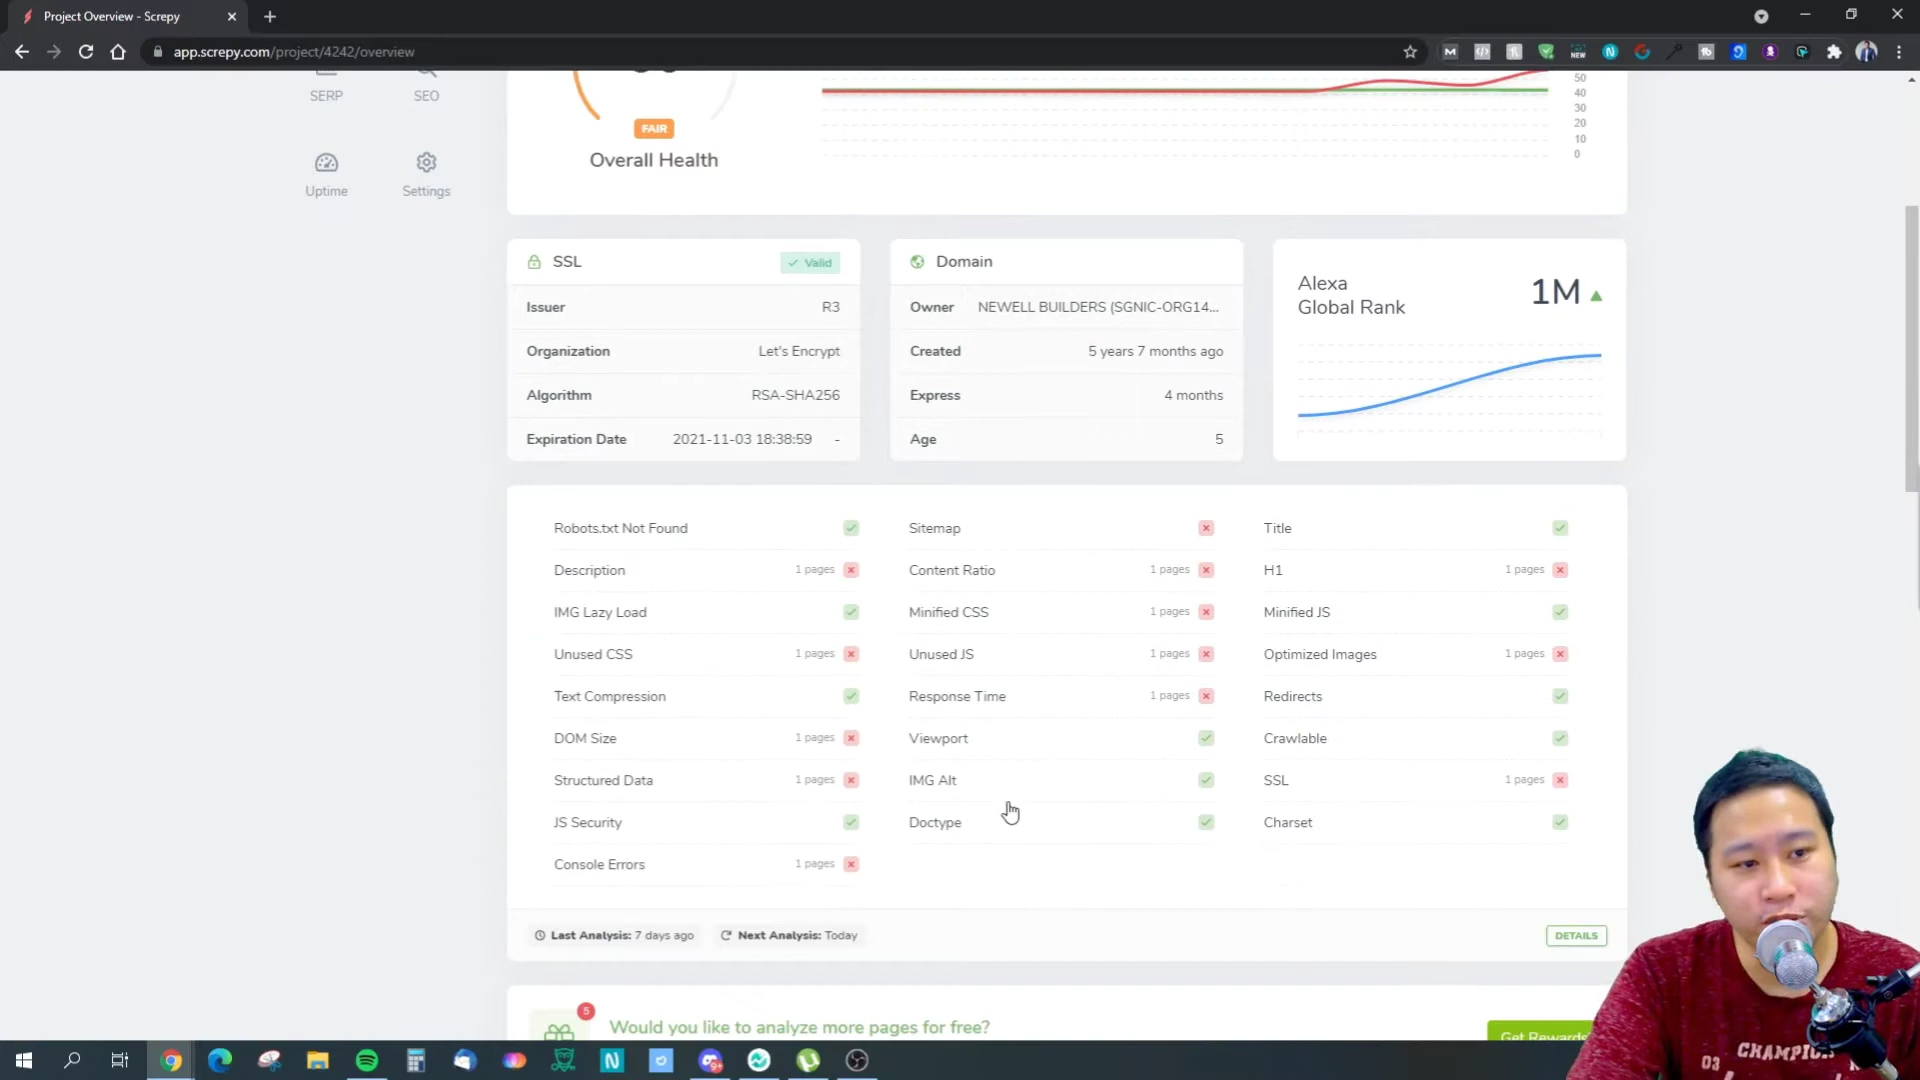 Project Overview - Screpy
app.screpy.com/project/4242/overview
SERP
SEO
Uptime
Settings
FAIR
Overall Health
50
40
30
20
10
0
SSL
Valid
Issuer R3
Organization Let's Encrypt
Algorithm RSA-SHA256
Expiration Date 2021-11-03 18:38:59 -
Domain
Owner NEWELL BUILDERS (SGNIC-ORG14...
Created 5 years 7 months ago
Express 4 months
Age 5
Alexa
Global Rank
1M
Robots.txt Not Found
Sitemap
Title
Description 1 pages
Content Ratio 1 pages
H1 1 pages
IMG Lazy Load
Minified CSS 1 pages
Minified JS
Unused CSS 1 pages
Unused JS 1 pages
Optimized Images 1 pages
Text Compression
Response Time 1 pages
Redirects
DOM Size 1 pages
Viewport
Crawlable
Structured Data 1 pages
IMG Alt
SSL 1 pages
JS Security
Doctype
Charset
Console Errors 1 pages
Last Analysis: 7 days ago
Next Analysis: Today
DETAILS
5
Would you like to analyze more pages for free?
Get Rewards
NEW
9+
03